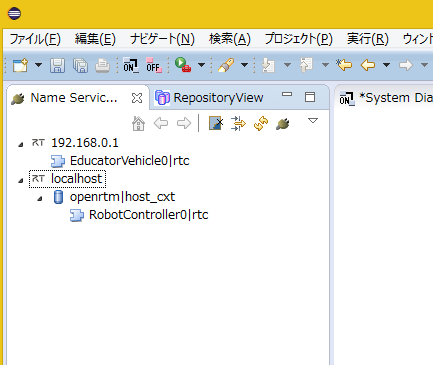 ファイル(F) 編集(E) ナビゲート(N) 検索(A) プロジェクト(P) 実行(R) ウィント
ON OFF
Name Servic... RepositoryView ON *System Dia
RT 192.168.0.1
EducatorVehicle0|rtc
RT localhost
openrtm|host_cxt
RobotController0|rtc